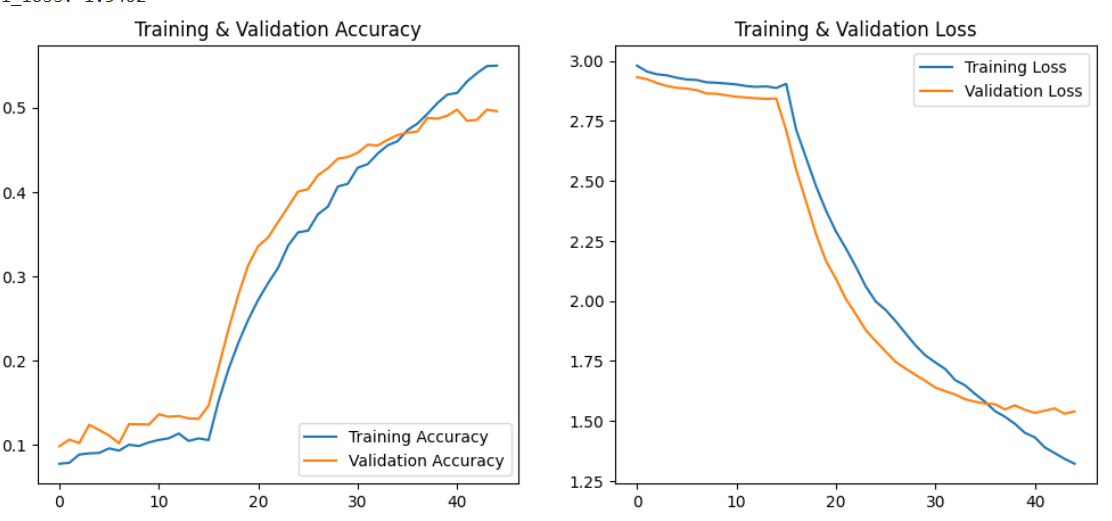 Training & Validation Accuracy
0.5
0.4
0.3
0.2
0.1
0 10 20 30 40
Training Accuracy
Validation Accuracy
Training & Validation Loss
3.00
2.75
2.50
2.25
2.00
1.75
1.50
1.25
0 10 20 30 40
Training Loss
Validation Loss